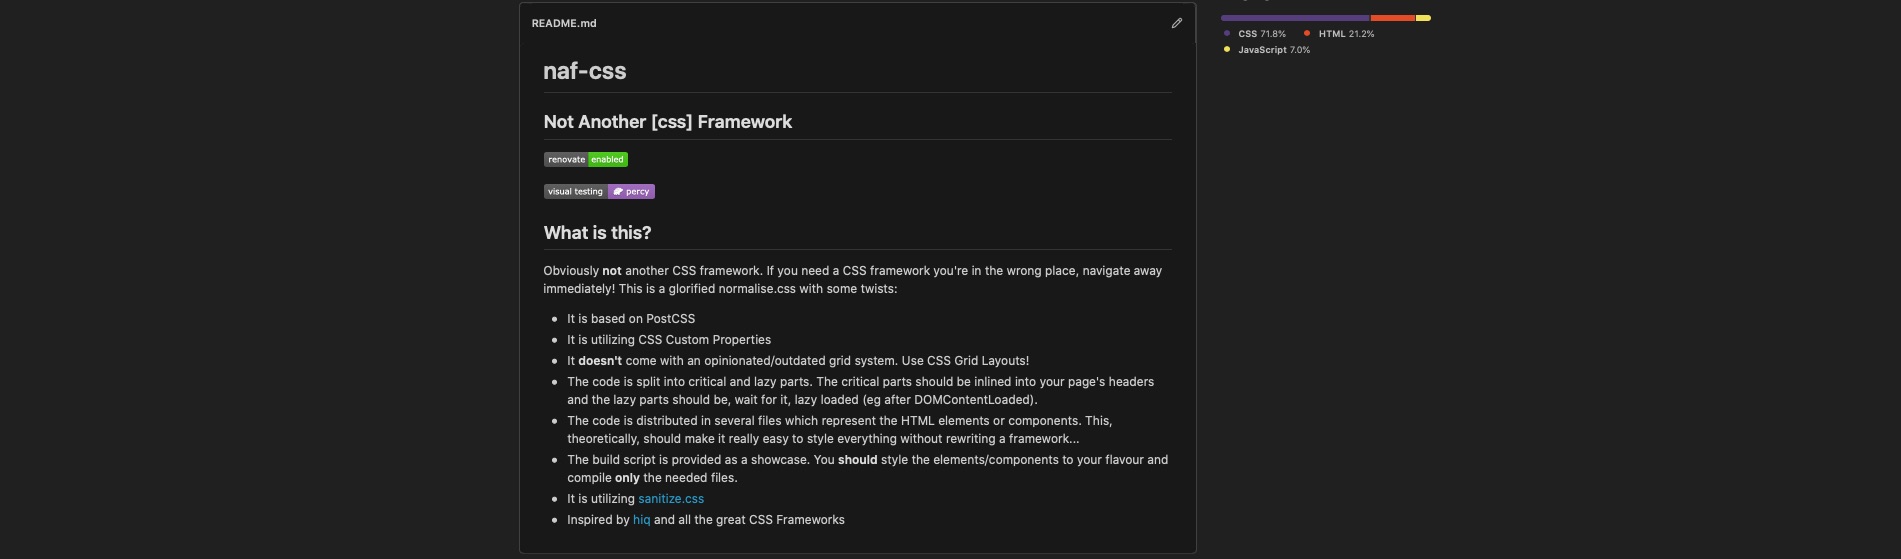 README.md
naf-css
Not Another [css] Framework
renovate enabled
visual testing percy
What is this?
Obviously not another CSS framework. If you need a CSS framework you're in the wrong place, navigate away
immediately! This is a glorified normalise.css with some twists:
It is based on PostCSS
It is utilizing CSS Custom Properties
It doesn't come with an opinionated/outdated grid system. Use CSS Grid Layouts!
The code is split into critical and lazy parts. The critical parts should be inlined into your page's headers
and the lazy parts should be, wait for it, lazy loaded (eg after DOMContentLoaded).
The code is distributed in several files which represent the HTML elements or components. This,
theoretically, should make it really easy to style everything without rewriting a framework...
The build script is provided as a showcase. You should style the elements/components to your flavour and
compile only the needed files.
It is utilizing sanitize.css
Inspired by hiq and all the great CSS Frameworks
CSS 71.8% HTML 21.2%
JavaScript 7.0%